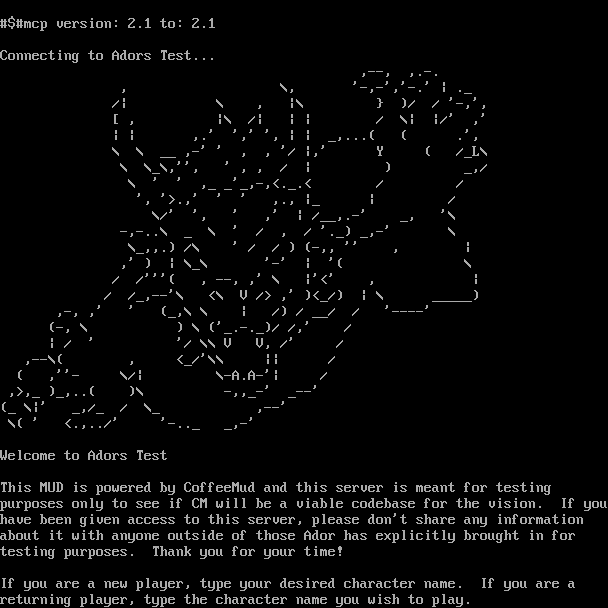 #$#mcp version: 2.1 to: 2.1
Connecting to Adors Test...
Welcome to Adors Test
This MUD is powered by CoffeeMud and this server is meant for testing
purposes only to see if CM will be a viable codebase for the vision.  If you
have been given access to this server, please don't share any information
about it with anyone outside of those Ador has explicitly brought in for
testing purposes.  Thank you for your time!
If you are a new player, type your desired character name.  If you are a
returning player, type the character name you wish to play.